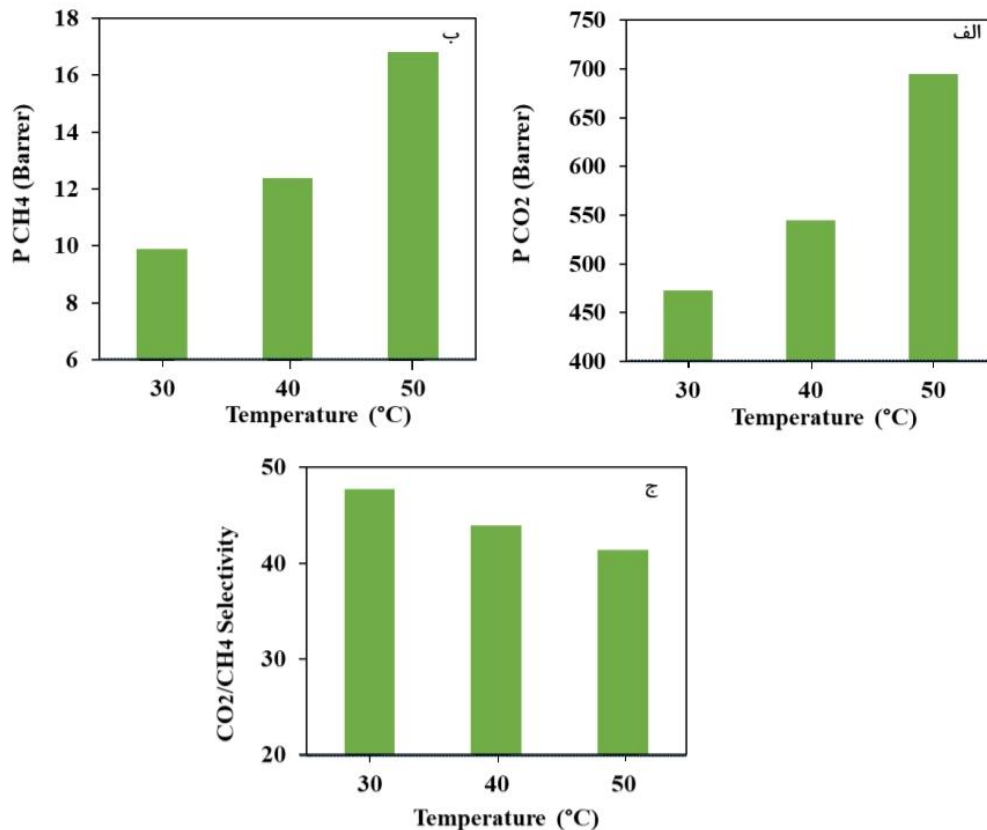 ب
18
16
14
12
10
8
6
P CH4 (Barrer)
30 40 50
Temperature (°C)
الف
750
700
650
600
550
500
450
400
P CO2 (Barrer)
30 40 50
Temperature (°C)
ج
50
40
30
20
CO2/CH4 Selectivity
30 40 50
Temperature (°C)